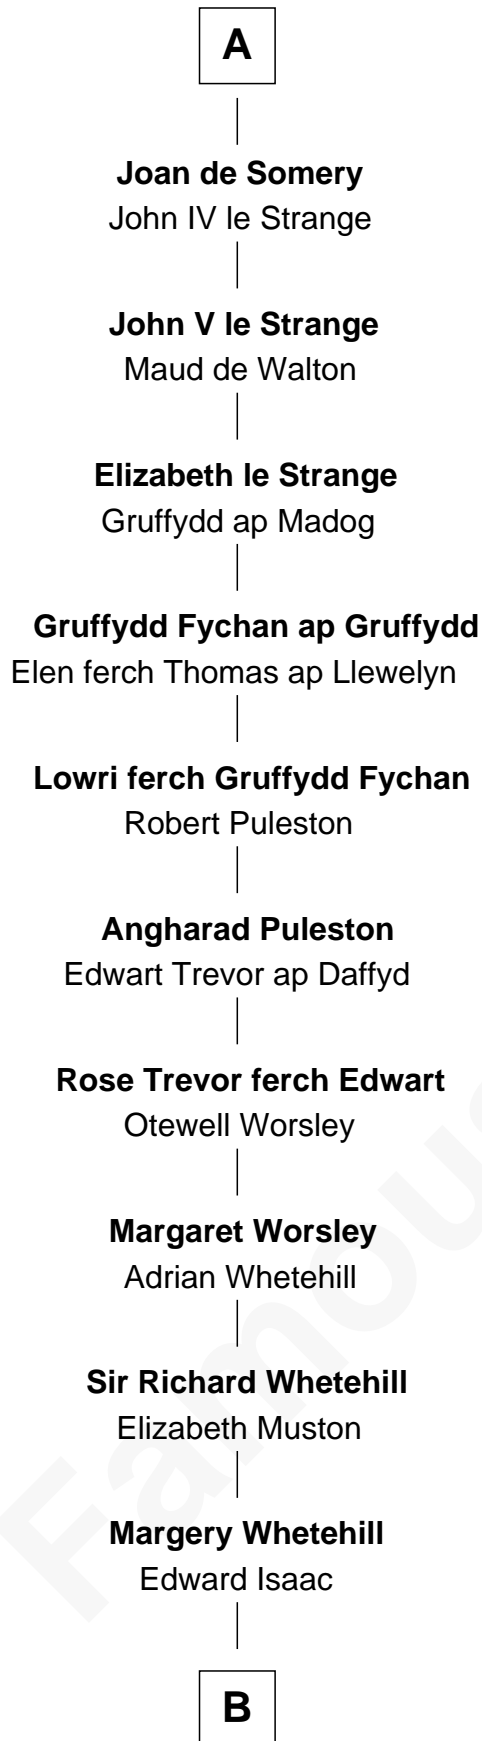 A
Joan de Somery
John IV le Strange
John V le Strange
Maud de Walton
Elizabeth le Strange
Gruffydd ap Madog
Gruffydd Fychan ap Gruffydd
Elen ferch Thomas ap Llewelyn
Lowri ferch Gruffydd Fychan
Robert Puleston
Angharad Puleston
Edwart Trevor ap Daffyd
Rose Trevor ferch Edwart
Otewell Worsley
Margaret Worsley
Adrian Whetehill
Sir Richard Whetehill
Elizabeth Muston
Margery Whetehill
Edward Isaac
B
Famou